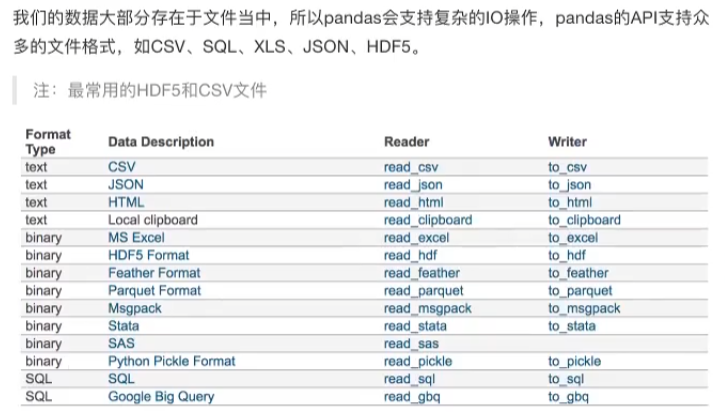 我们的数据大部分存在于文件当中，所以pandas会支持复杂的IO操作，pandas的API支持众
多的文件格式，如CSV、SQL、XLS、JSON、HDF5。
注：最常用的HDF5和CSV文件
Format Type Data Description Reader Writer
text CSV read_csv to_csv
text JSON read_json to_json
text HTML read_html to_html
text Local clipboard read_clipboard to_clipboard
binary MS Excel read_excel to_excel
binary HDF5 Format read_hdf to_hdf
binary Feather Format read_feather to_feather
binary Parquet Format read_parquet to_parquet
binary Msgpack read_msgpack to_msgpack
binary Stata read_stata to_stata
binary SAS read_sas
binary Python Pickle Format read_pickle to_pickle
SQL SQL read_sql to_sql
SQL Google Big Query read_gbq to_gbq